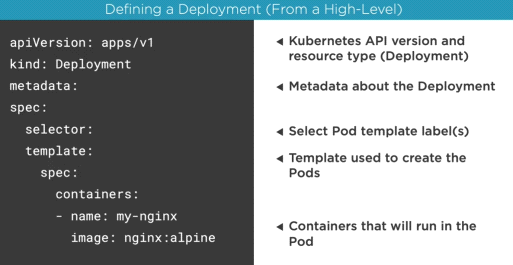 Defining a Deployment (From a High-Level)
apiVersion: apps/v1
kind: Deployment
metadata:
spec:
  selector:
  template:
    spec:
      containers:
      - name: my-nginx
        image: nginx:alpine
◀ Kubernetes API version and
resource type (Deployment)
◀ Metadata about the Deployment
◀ Select Pod template label(s)
◀ Template used to create the
Pods
◀ Containers that will run in the
Pod